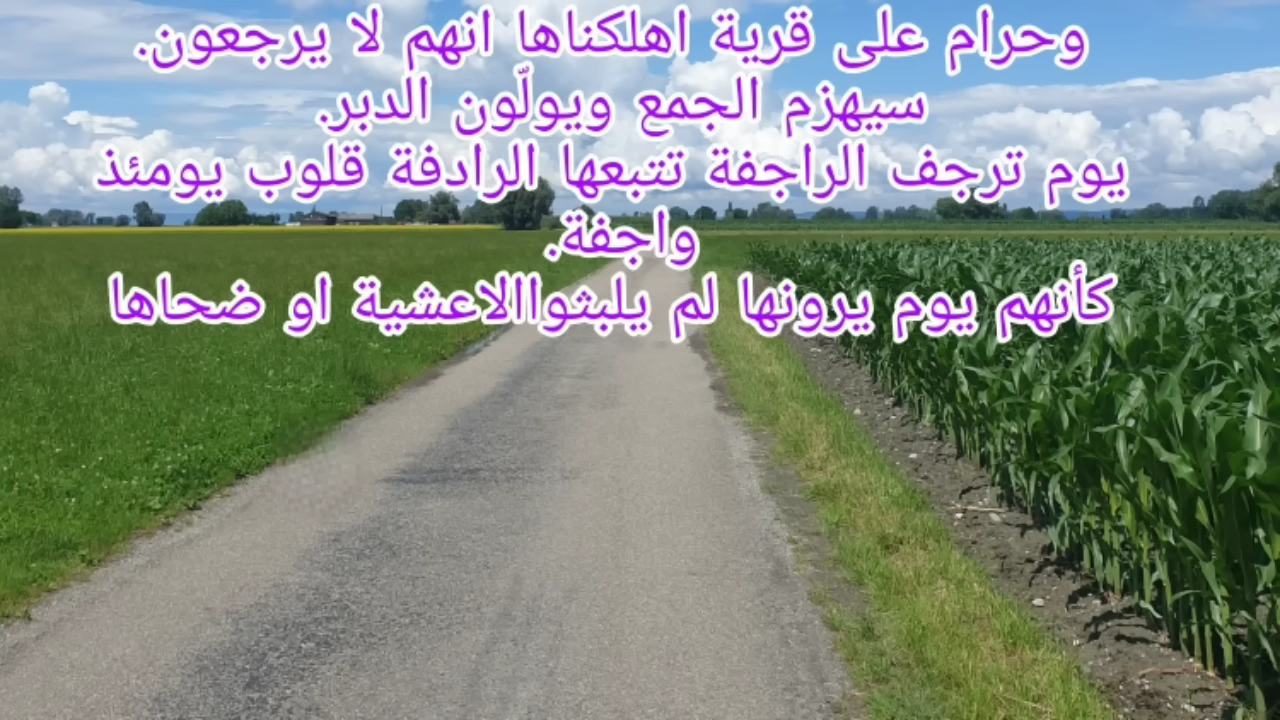 وحرام على قرية اهلكناها انهم لا يرجعون.
سيهزم الجمع ويولّون الدبر.
يوم ترجف الراجفة تتبعها الرادفة قلوب يومئذ
واجفة.
كأنهم يوم يرونها لم يلبثواالاعشية او ضحاها